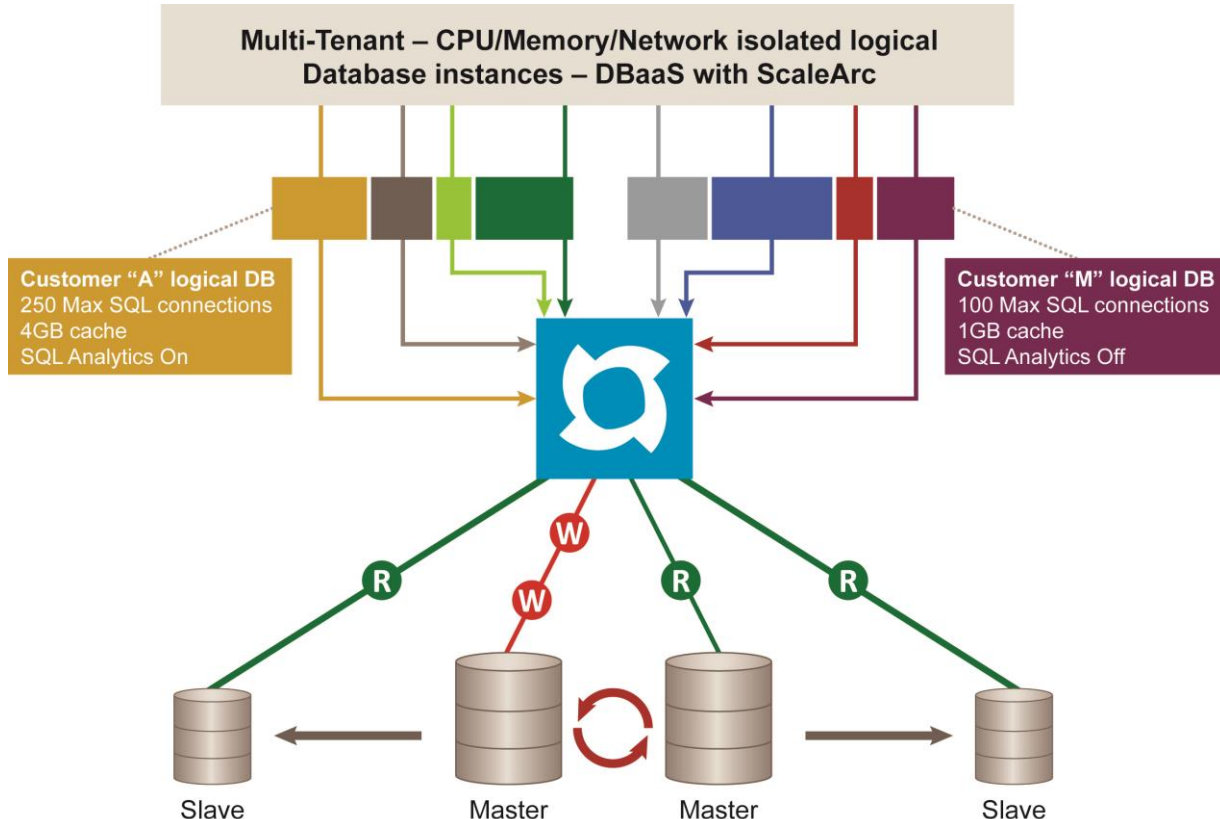 Multi-Tenant – CPU/Memory/Network isolated logical
Database instances – DBaaS with ScaleArc
Customer “A” logical DB
250 Max SQL connections
4GB cache
SQL Analytics On
Customer “M” logical DB
100 Max SQL connections
1GB cache
SQL Analytics Off
W
R
W
R
R
Slave
Master
Master
Slave